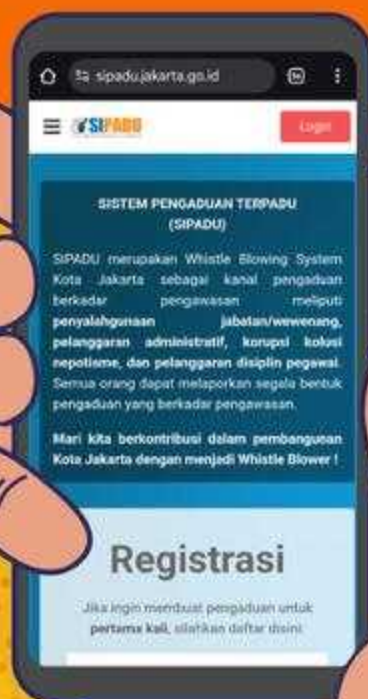 sipadu.jakarta.go.id
SIPADU
Login
SISTEM PENGADUAN TERPADU
(SIPADU)
SIPADU merupakan Whistle Blowing System
Kota Jakarta sebagai kanal pengaduan
berkadar pengawasan meliputi
penyalahgunaan jabatan/wewenang,
pelanggaran administratif, korupsi kolusi
nepotisme, dan pelanggaran disiplin pegawai.
Semua orang dapat melaporkan segala bentuk
pengaduan yang berkadar pengawasan.
Mari kita berkontribusi dalam pembangunan
Kota Jakarta dengan menjadi Whistle Blower !
Registrasi
Jika ingin membuat pengaduan untuk
pertama kali, silahkan daftar disini